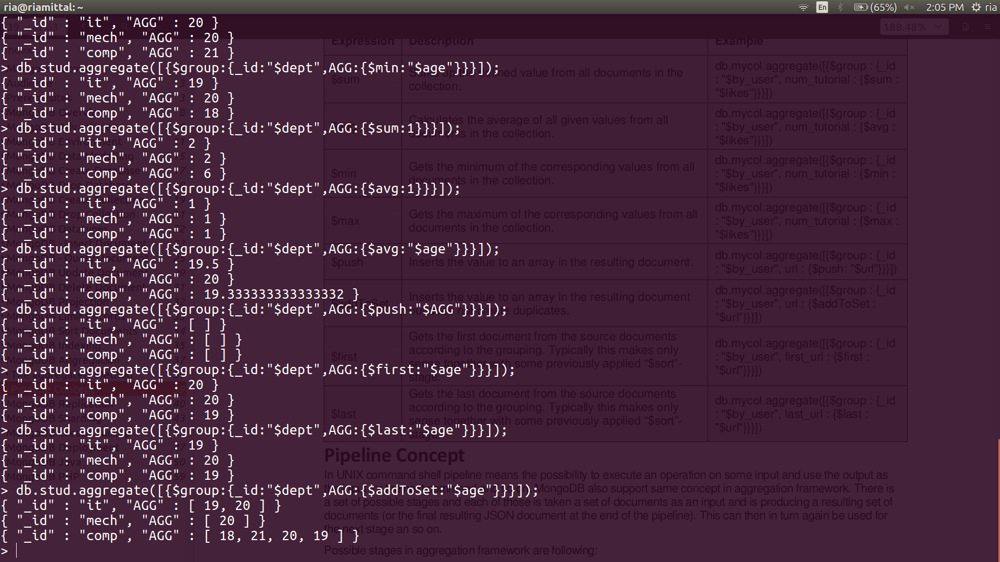 ria@riamittal: ~
En
(65%)
2:05 PM
ria
{ "_id" : "it", "AGG" : 20 }
{ "_id" : "mech", "AGG" : 20 }
{ "_id" : "comp", "AGG" : 21 }
> db.stud.aggregate([{$group:{_id:"$dept",AGG:{$min:"$age"}}}]);
{ "_id" : "it", "AGG" : 19 }
{ "_id" : "mech", "AGG" : 20 }
{ "_id" : "comp", "AGG" : 18 }
> db.stud.aggregate([{$group:{_id:"$dept",AGG:{$sum:1}}}]);
{ "_id" : "it", "AGG" : 2 }
{ "_id" : "mech", "AGG" : 2 }
{ "_id" : "comp", "AGG" : 6 }
> db.stud.aggregate([{$group:{_id:"$dept",AGG:{$avg:1}}}]);
{ "_id" : "it", "AGG" : 1 }
{ "_id" : "mech", "AGG" : 1 }
{ "_id" : "comp", "AGG" : 1 }
> db.stud.aggregate([{$group:{_id:"$dept",AGG:{$avg:"$age"}}}]);
{ "_id" : "it", "AGG" : 19.5 }
{ "_id" : "mech", "AGG" : 20 }
{ "_id" : "comp", "AGG" : 19.333333333333332 }
> db.stud.aggregate([{$group:{_id:"$dept",AGG:{$push:"$AGG"}}}]);
{ "_id" : "it", "AGG" : [ ] }
{ "_id" : "mech", "AGG" : [ ] }
{ "_id" : "comp", "AGG" : [ ] }
> db.stud.aggregate([{$group:{_id:"$dept",AGG:{$first:"$age"}}}]);
{ "_id" : "it", "AGG" : 20 }
{ "_id" : "mech", "AGG" : 20 }
{ "_id" : "comp", "AGG" : 19 }
> db.stud.aggregate([{$group:{_id:"$dept",AGG:{$last:"$age"}}}]);
{ "_id" : "it", "AGG" : 19 }
{ "_id" : "mech", "AGG" : 20 }
{ "_id" : "comp", "AGG" : 19 }
> db.stud.aggregate([{$group:{_id:"$dept",AGG:{$addToSet:"$age"}}}]);
{ "_id" : "it", "AGG" : [ 19, 20 ] }
{ "_id" : "mech", "AGG" : [ 20 ] }
{ "_id" : "comp", "AGG" : [ 18, 21, 20, 19 ] }
>
188.48%
Expression Description Example
$sum
defined value from all documents in the
collection.
db.mycol.aggregate([{$group : {_id
: "$by_user", num_tutorial : {$sum :
"$likes"}}}])
Calculates the average of all given values from all
documents in the collection.
db.mycol.aggregate([{$group : {_id
: "$by_user", num_tutorial : {$avg :
"$likes"}}}])
$min
Gets the minimum of the corresponding values from all
documents in the collection.
db.mycol.aggregate([{$group : {_id
: "$by_user", num_tutorial : {$min :
"$likes"}}}])
$max
Gets the maximum of the corresponding values from all
documents in the collection.
db.mycol.aggregate([{$group : {_id
: "$by_user", num_tutorial : {$max :
"$likes"}}}])
$push
Inserts the value to an array in the resulting document.
db.mycol.aggregate([{$group : {_id
: "$by_user", url : {$push: "$url"}}}])
$addToSet
Inserts the value to an array in the resulting document
duplicates.
db.mycol.aggregate([{$group : {_id
: "$by_user", url : {$addToSet :
"$url"}}}])
$first
Gets the first document from the source documents
according to the grouping. Typically this makes only
sense together with some previously applied “$sort”-
stage.
db.mycol.aggregate([{$group : {_id
: "$by_user", first_url : {$first :
"$url"}}}])
$last
Gets the last document from the source documents
according to the grouping. Typically this makes only
sense together with some previously applied “$sort”-
stage.
db.mycol.aggregate([{$group : {_id
: "$by_user", last_url : {$last :
"$url"}}}])
Pipeline Concept
In UNIX command shell pipeline means the possibility to execute an operation on some input and use the output as
MongoDB also support same concept in aggregation framework. There is
a set of possible stages and each of those is taken a set of documents as an input and is producing a resulting set of
documents (or the final resulting JSON document at the end of the pipeline). This can then in turn again be used for
the next stage an so on.
Possible stages in aggregation framework are following: